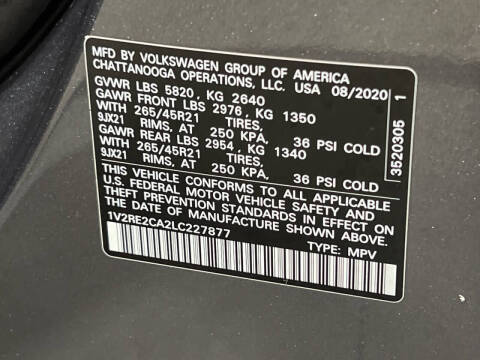 MFD BY VOLKSWAGEN GROUP OF AMERICA
CHATTANOOGA OPERATIONS, LLC. USA 08/2020
GVWR LBS 5820, KG 2640
GAWR FRONT LBS 2976, KG 1350
WITH 265/45R21 TIRES,
9JX21 RIMS, AT 250 KPA, 36 PSI COLD
GAWR REAR LBS 2954, KG 1340
WITH 265/45R21 TIRES,
9JX21 RIMS, AT 250 KPA, 36 PSI COLD
THIS VEHICLE CONFORMS TO ALL APPLICABLE
U.S. FEDERAL MOTOR VEHICLE SAFETY AND
THEFT PREVENTION STANDARDS IN EFFECT ON
THE DATE OF MANUFACTURE SHOWN ABOVE.
1V2RE2CA2LC227877
TYPE: MPV
3520305 1